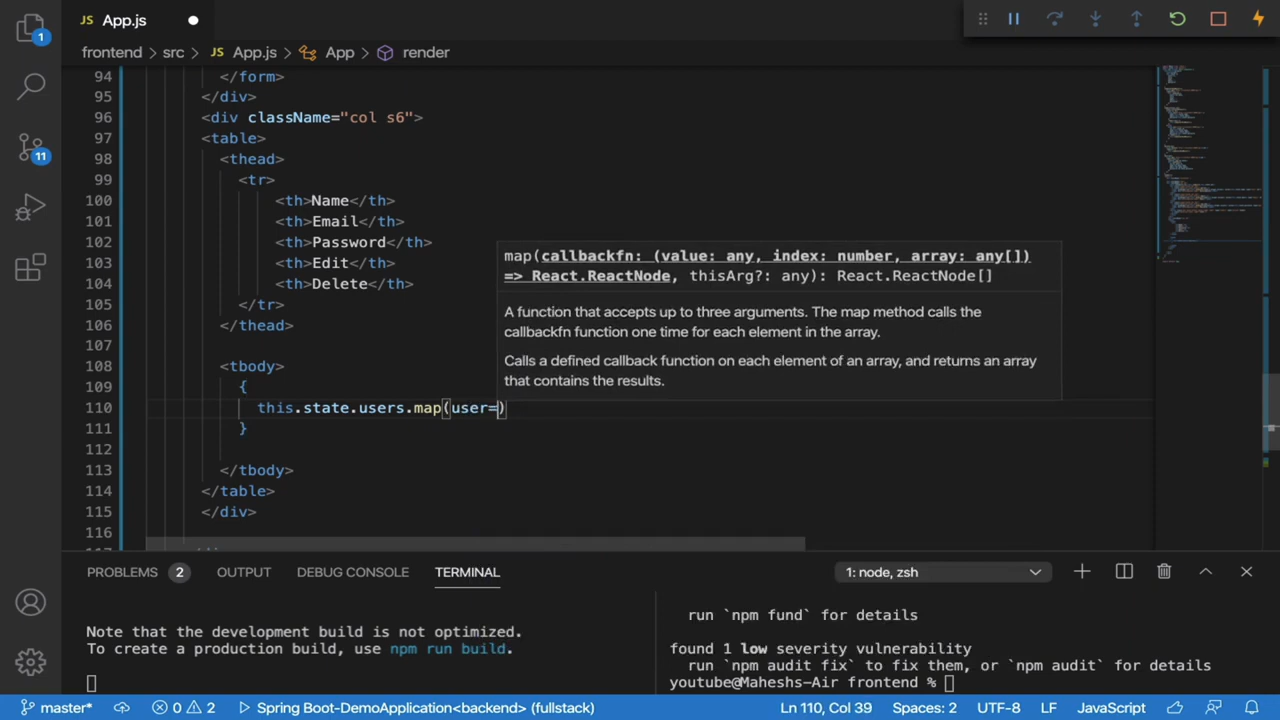 JS App.js
1
frontend > src > JS App.js > App > render
94 </form>
95 </div>
96 <div className="col s6">
97 <table>
98 <thead>
99 <tr>
100 <th>Name</th>
101 <th>Email</th>
102 <th>Password</th>
103 <th>Edit</th>
104 <th>Delete</th>
105 </tr>
106 </thead>
107
108 <tbody>
109 {
110 this.state.users.map(user=)
111 }
112
113 </tbody>
114 </table>
115 </div>
116
11
map(callbackfn: (value: any, index: number, array: any[])
=> React.ReactNode, thisArg?: any): React.ReactNode[]
A function that accepts up to three arguments. The map method calls the
callbackfn function one time for each element in the array.
Calls a defined callback function on each element of an array, and returns an array
that contains the results.
PROBLEMS 2 OUTPUT DEBUG CONSOLE TERMINAL 1: node, zsh
Note that the development build is not optimized.
To create a production build, use npm run build.
run `npm fund` for details
found 1 low severity vulnerability
run `npm audit fix` to fix them, or `npm audit` for details
youtube@Maheshs-Air frontend %
master* 0 2 Spring Boot-DemoApplication<backend> (fullstack) Ln 110, Col 39 Spaces: 2 UTF-8 LF JavaScript